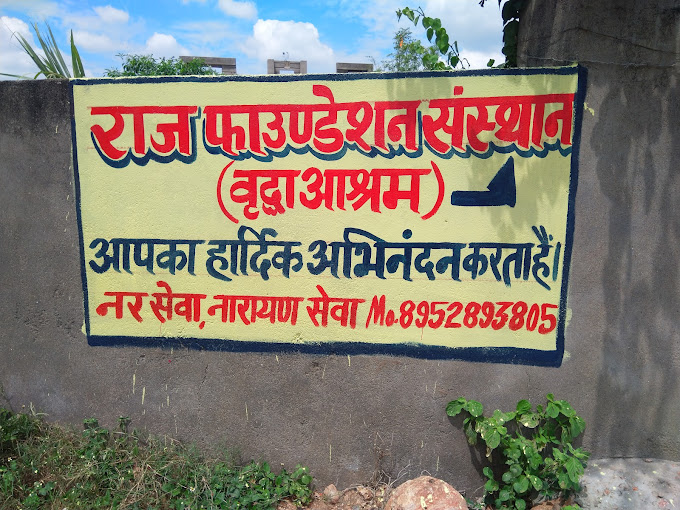 राज फाउण्डेशन संस्थान
(वृद्धा आश्रम)
आपका हार्दिक अभिनंदन करता हैं।
नर सेवा, नारायण सेवा Mo.8952893805